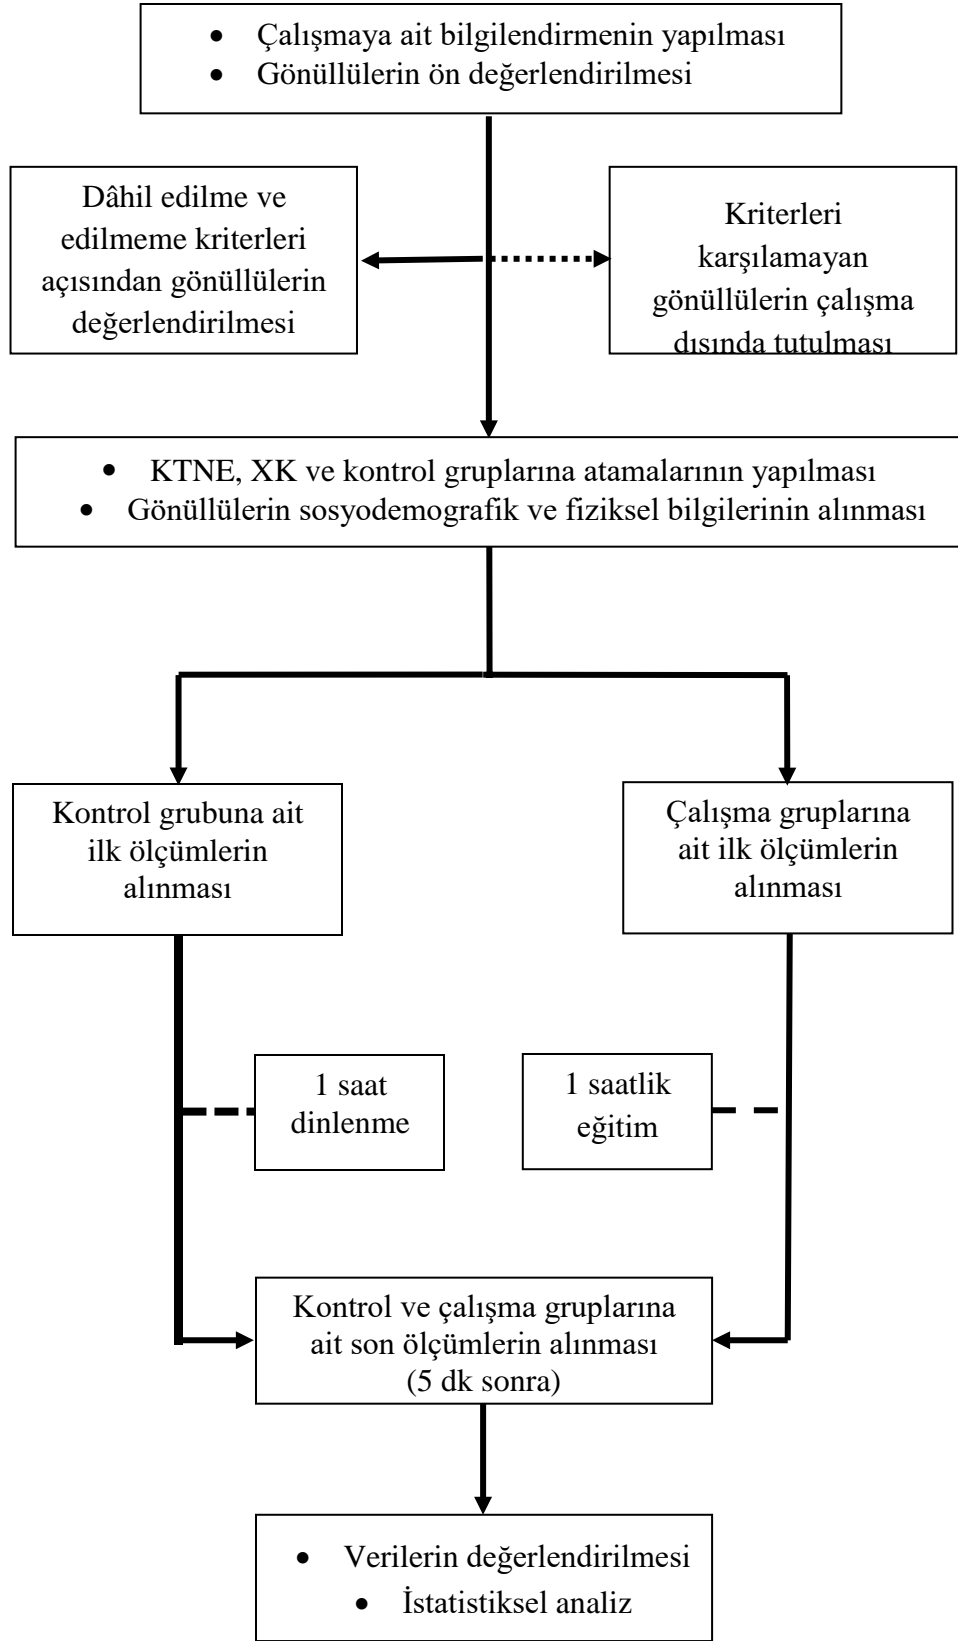 • Çalışmaya ait bilgilendirmenin yapılması
• Gönüllülerin ön değerlendirilmesi
Dâhil edilme ve
edilmeme kriterleri
açısından gönüllülerin
değerlendirilmesi
Kriterleri
karşılamayan
gönüllülerin çalışma
dışında tutulması
• KTNE, XK ve kontrol gruplarına atamalarının yapılması
• Gönüllülerin sosyodemografik ve fiziksel bilgilerinin alınması
Kontrol grubuna ait
ilk ölçümlerin
alınması
Çalışma gruplarına
ait ilk ölçümlerin
alınması
1 saat
dinlenme
1 saatlik
eğitim
Kontrol ve çalışma gruplarına
ait son ölçümlerin alınması
(5 dk sonra)
• Verilerin değerlendirilmesi
• İstatistiksel analiz